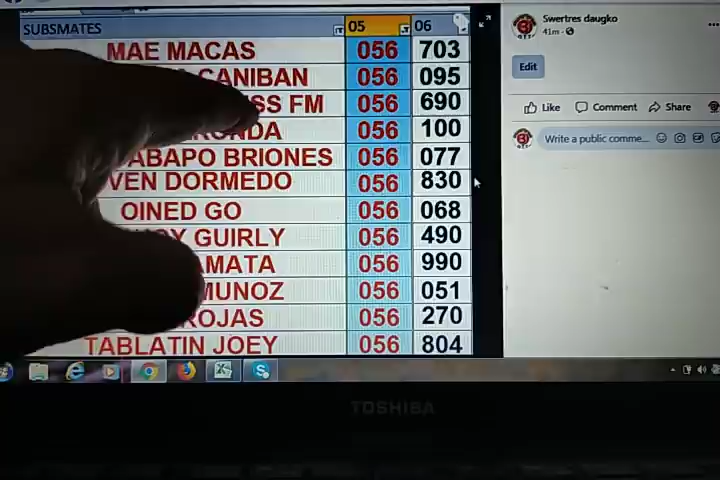 SUBSMATES 05 06
MAE MACAS 056 703
CANIBAN 056 095
SS FM 056 690
056 100
ABAPO BRIONES 056 077
VEN DORMEDO 056 830
OINED GO 056 068
GUIRLY 056 490
AMATA 056 990
MUNOZ 056 051
ROJAS 056 270
TABLATIN JOEY 056 804
Swertres daugko
41m
Edit
Like Comment Share
Write a public comme...
TOSHIBA